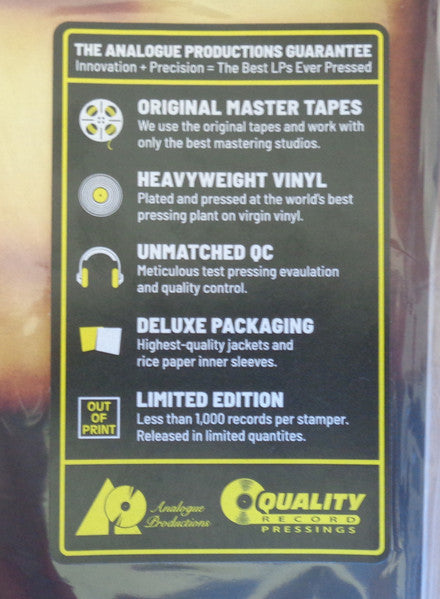 THE ANALOGUE PRODUCTIONS GUARANTEE
Innovation + Precision = The Best LPs Ever Pressed
ORIGINAL MASTER TAPES
We use the original tapes and work with
only the best mastering studios.
HEAVYWEIGHT VINYL
Plated and pressed at the world's best
pressing plant on virgin vinyl.
UNMATCHED QC
Meticulous test pressing evaulation
and quality control.
DELUXE PACKAGING
Highest-quality jackets and
rice paper inner sleeves.
OUT
OF
PRINT
LIMITED EDITION
Less than 1,000 records per stamper.
Released in limited quantites.
Analogue
Productions
QUALITY
RECORD
PRESSINGS